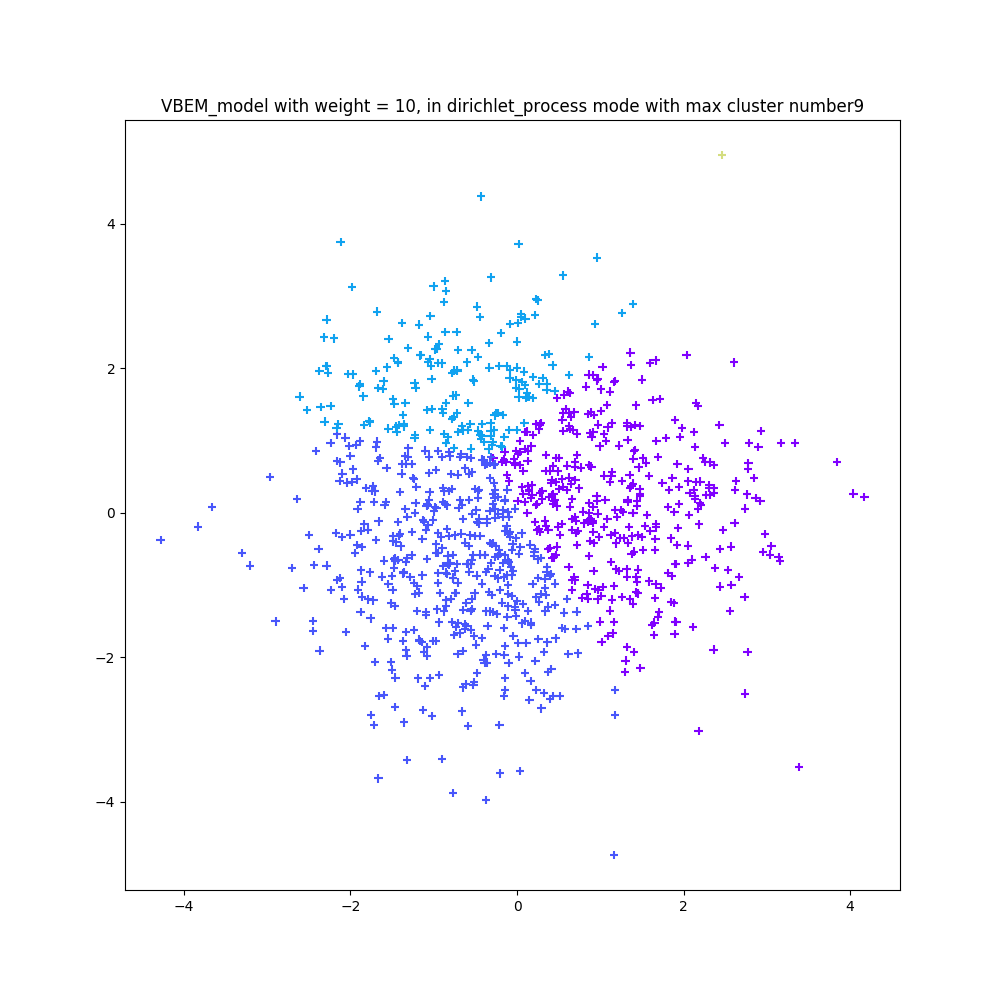 VBEM_model with weight = 10, in dirichlet_process mode with max cluster number9
4
2
0
−2
−4
−4 −2 0 2 4